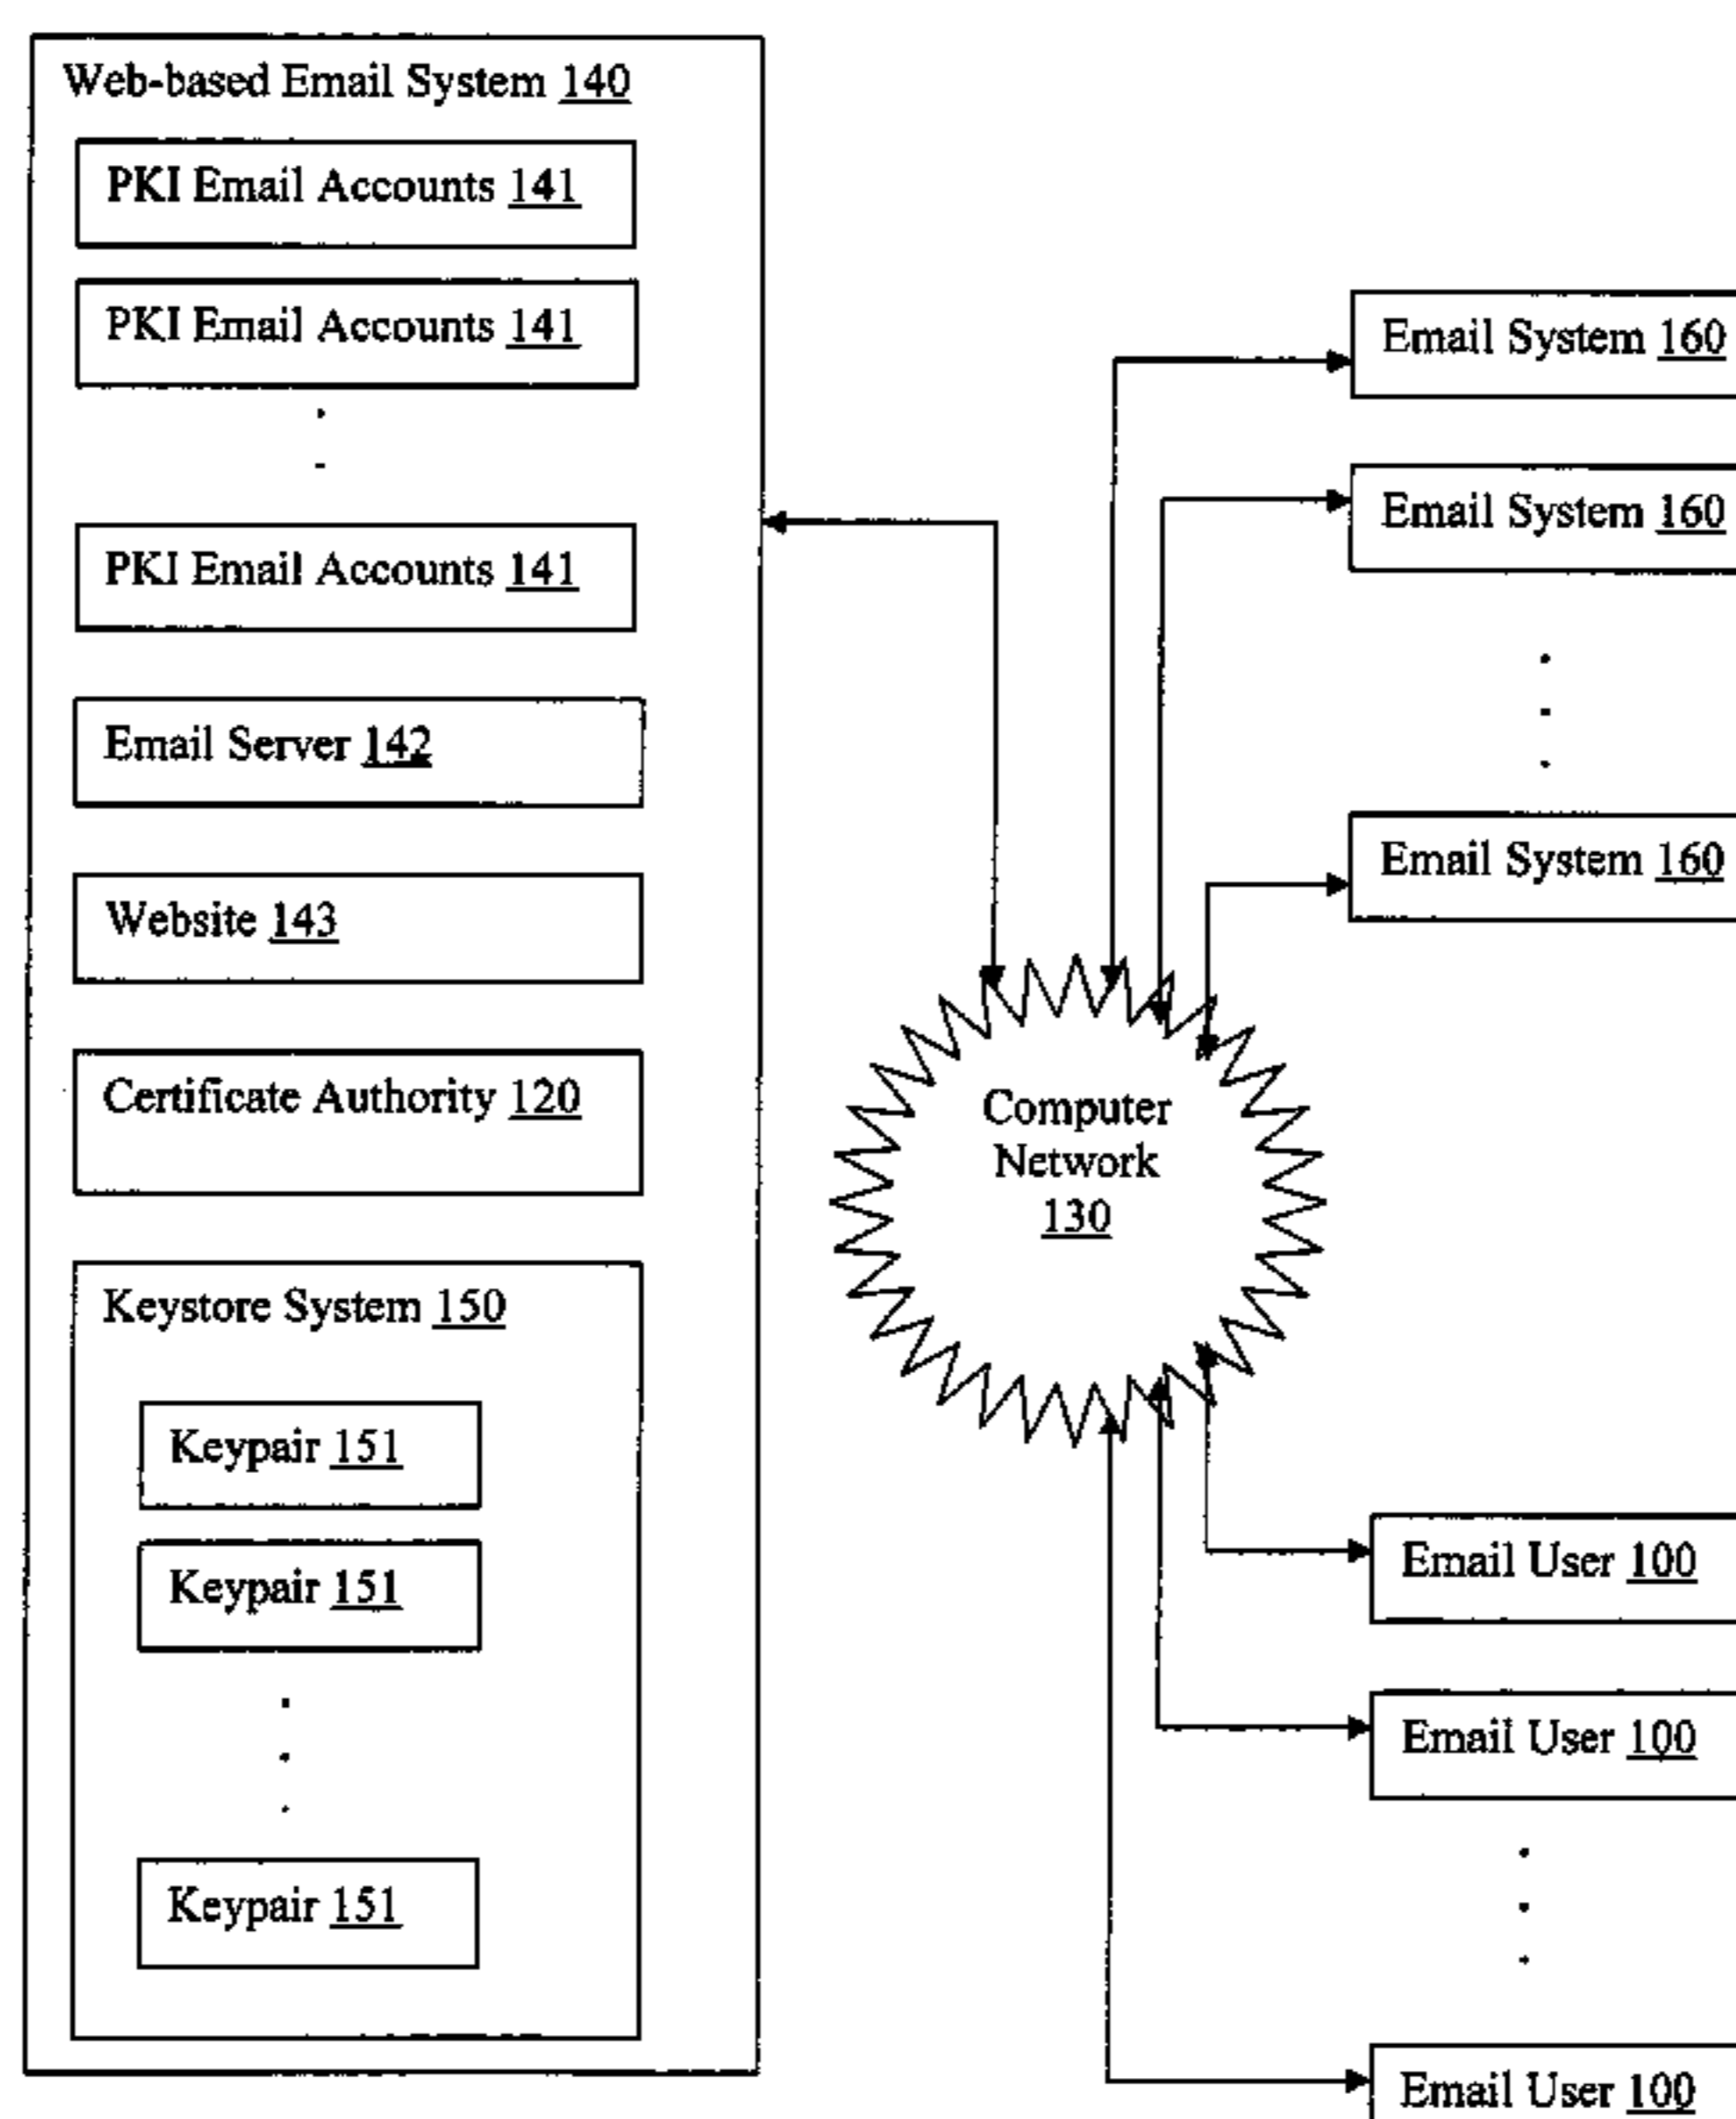 Web-based Email System 140
PKI Email Accounts 141
PKI Email Accounts 141
PKI Email Accounts 141
Email Server 142
Website 143
Certificate Authority 120
Keystore System 150
Keypair 151
Keypair 151
Keypair 151
Computer
Network
130
Email System 160
Email System 160
Email System 160
Email User 100
Email User 100
Email User 100